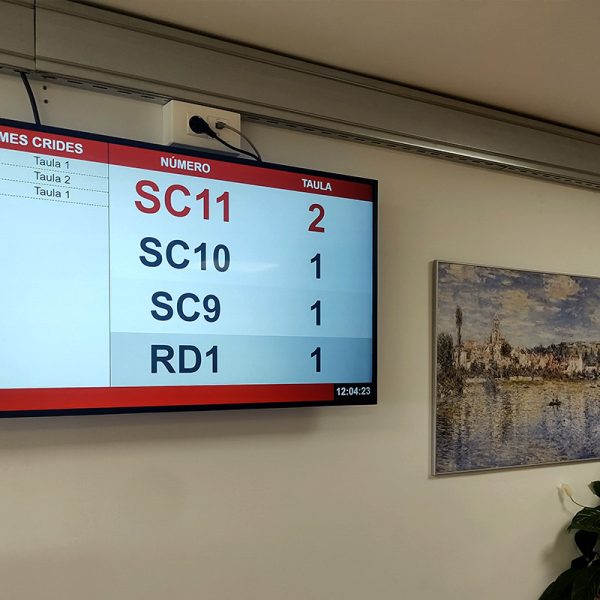 MES CRIDES
Taula 1
Taula 2
Taula 1
NÚMERO TAULA
SC11 2
SC10 1
SC9 1
RD1 1
12:04:23